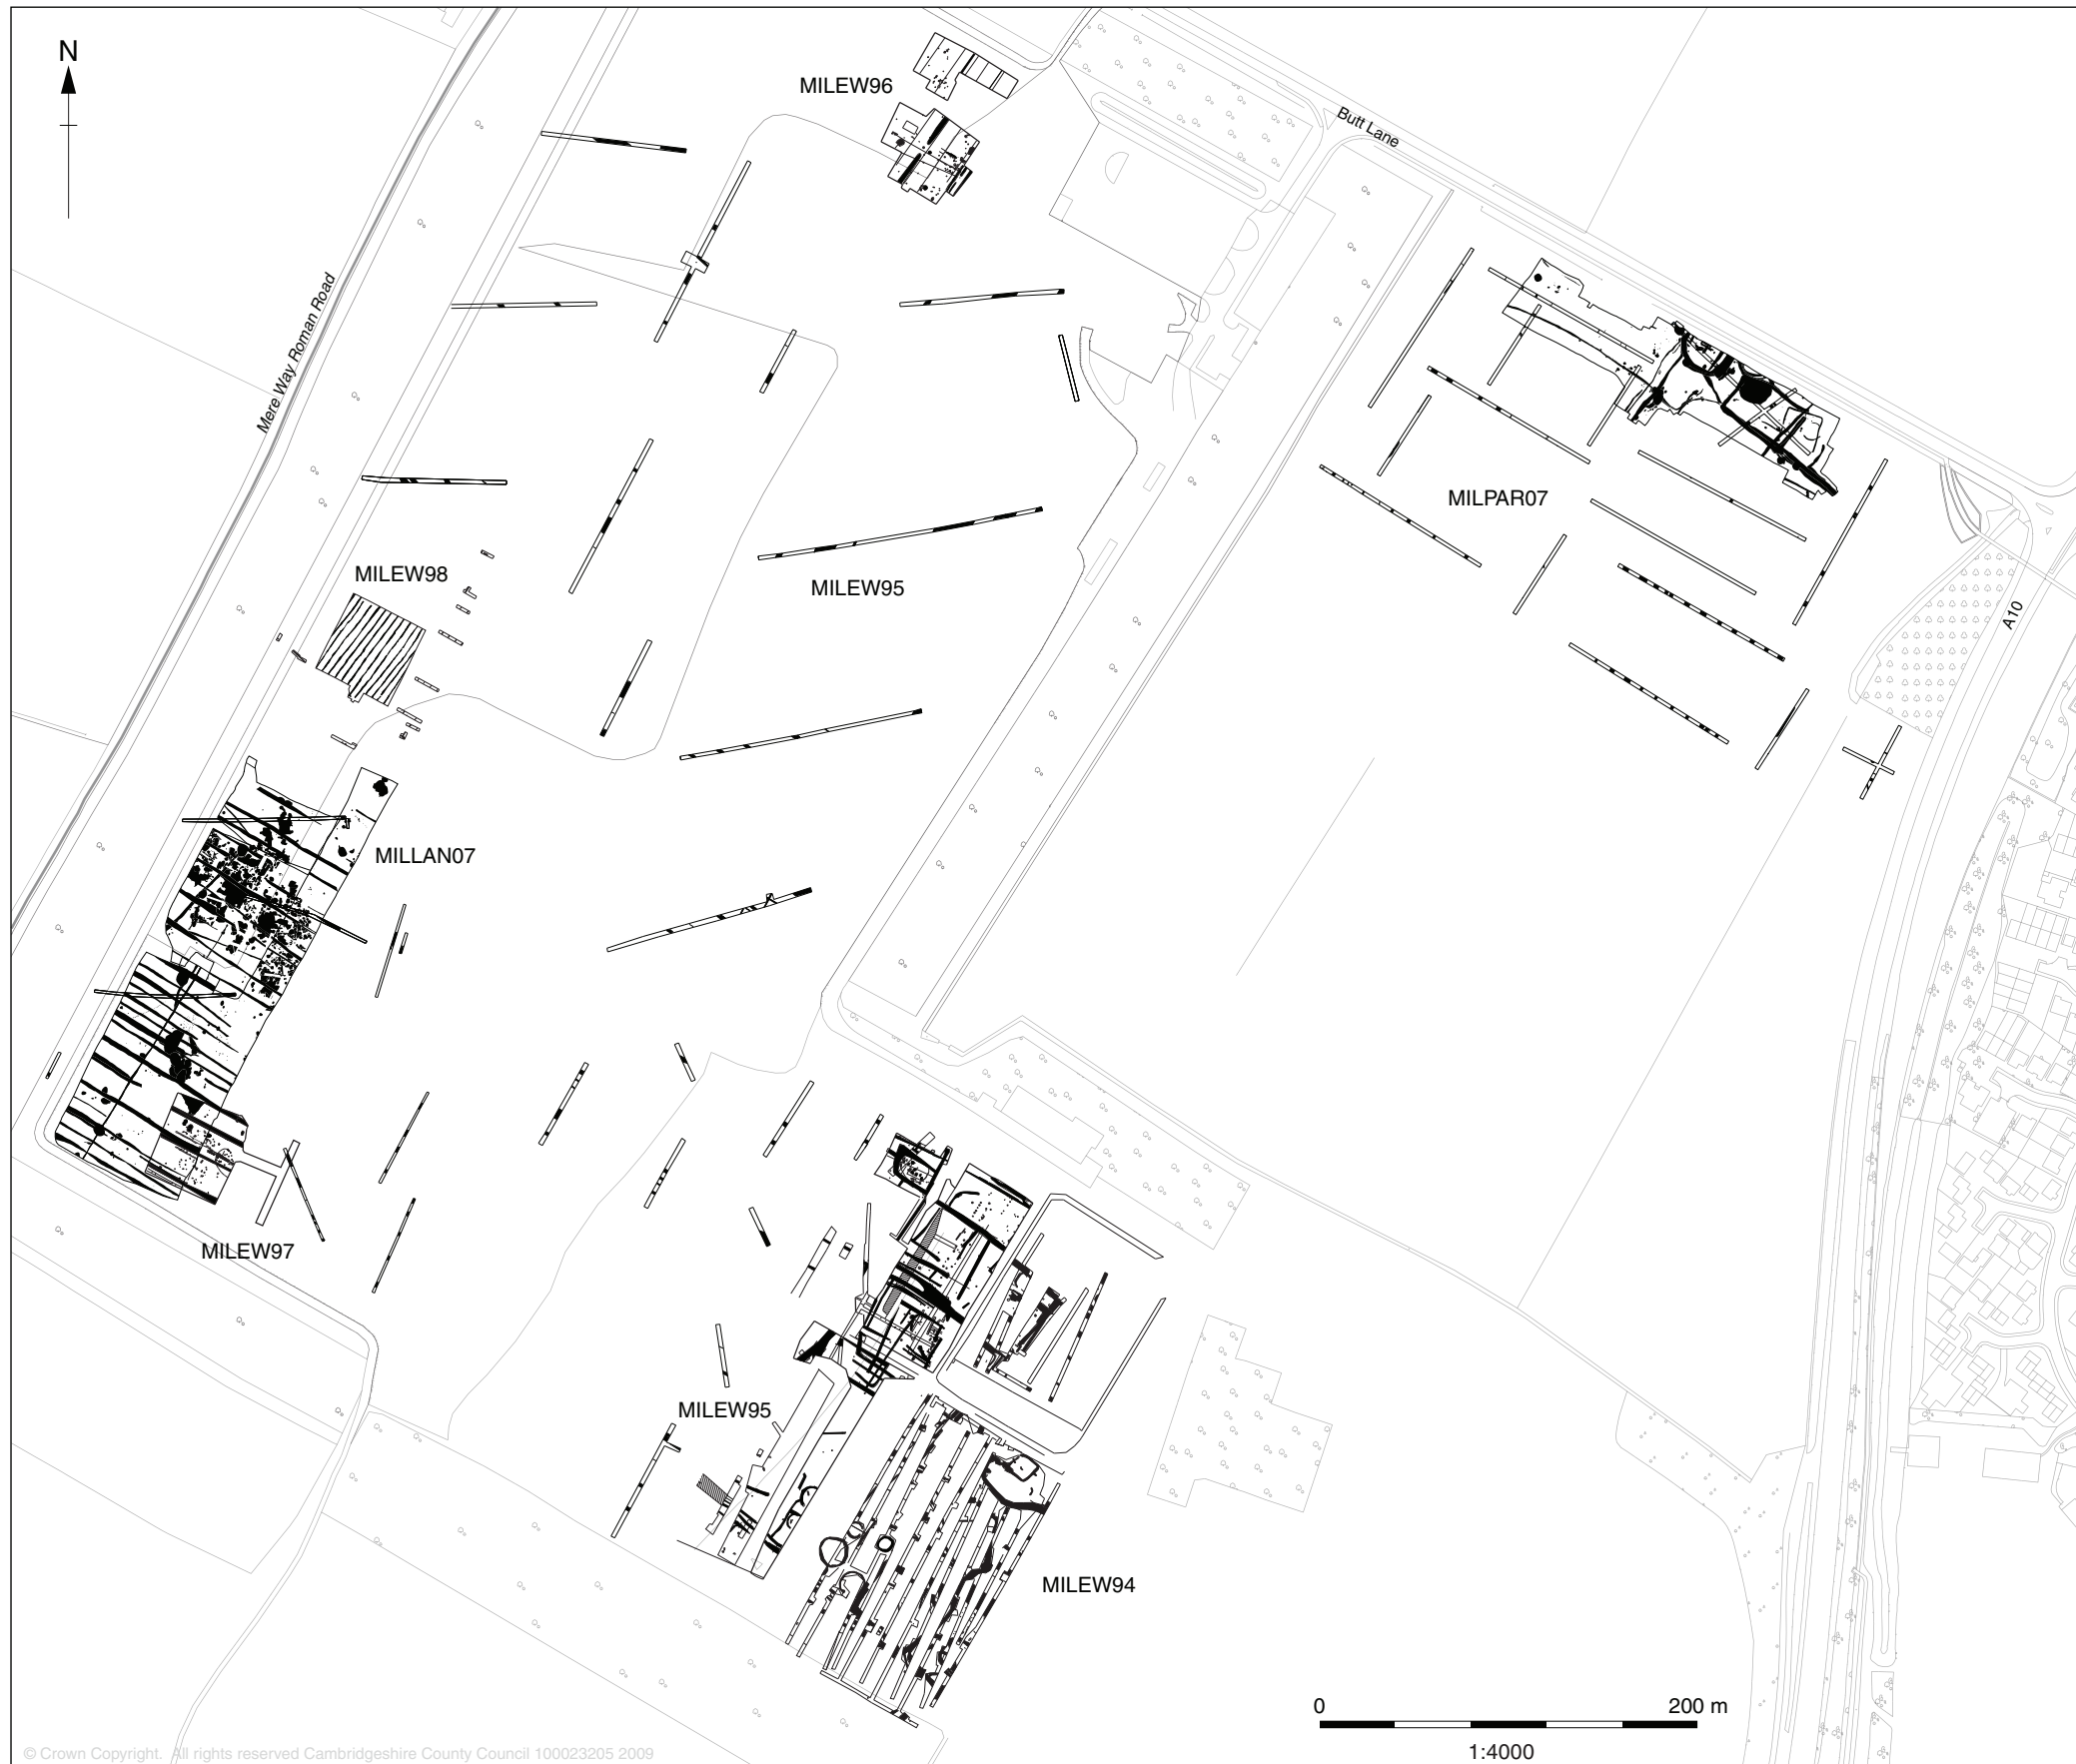 N
MILEW96
Butt Lane
Mere Way Roman Road
MILPAR07
MILEW98
MILEW95
A10
MILLAN07
MILEW97
MILEW95
MILEW94
0 200 m
1:4000
© Crown Copyright. All rights reserved Cambridgeshire County Council 100023205 2009